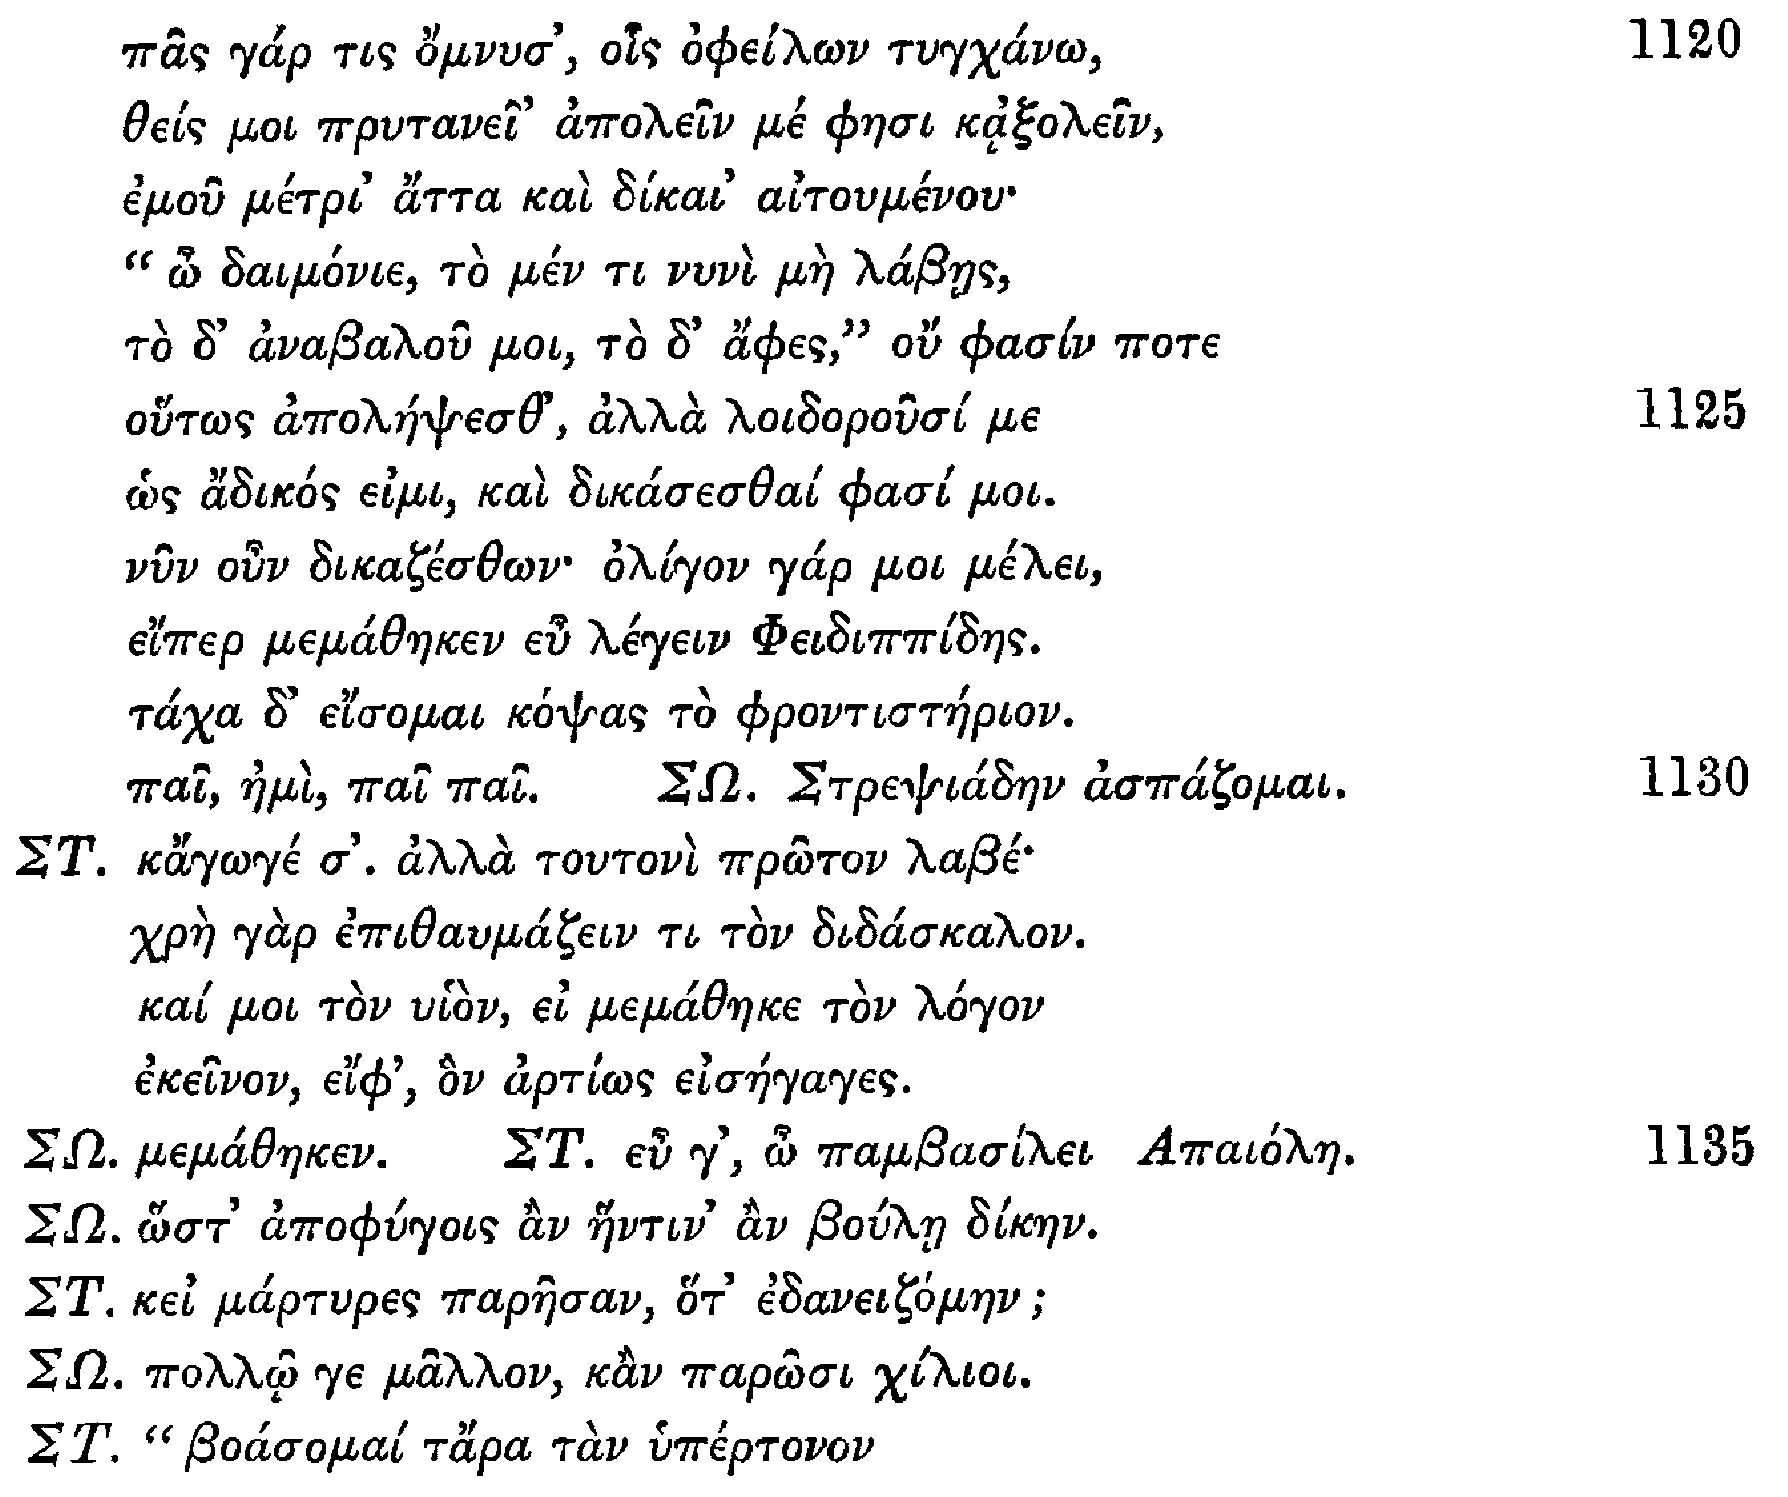 πᾶς γάρ τις ὄμνυσ’, οἷς ὀφείλων τυγχάνω, 1120
θείς μοι πρυτανεῖ’ ἀπολεῖν μέ φησι κᾀξολεῖν,
ἐμοῦ μέτρι’ ἄττα καὶ δίκαι’ αἰτουμένου·
“ ὦ δαιμόνιε, τὸ μέν τι νυνὶ μὴ λάβῃς,
τὸ δ’ ἀναβαλοῦ μοι, τὸ δ’ ἄφες,” οὔ φασίν ποτε
οὕτως ἀπολήψεσθ’, ἀλλὰ λοιδοροῦσί με 1125
ὡς ἄδικός εἰμι, καὶ δικάσεσθαί φασί μοι.
νῦν οὖν δικαζέσθων· ὀλίγον γάρ μοι μέλει,
εἴπερ μεμάθηκεν εὖ λέγειν Φειδιππίδης.
τάχα δ’ εἴσομαι κόψας τὸ φροντιστήριον.
παῖ, ἠμὶ, παῖ παῖ. ΣΩ. Στρεψιάδην ἀσπάζομαι. 1130
ΣΤ. κἄγωγέ σ’. ἀλλὰ τουτονὶ πρῶτον λαβέ·
χρὴ γὰρ ἐπιθαυμάζειν τι τὸν διδάσκαλον.
καί μοι τὸν υἱὸν, εἰ μεμάθηκε τὸν λόγον
ἐκεῖνον, εἴφ’, ὃν ἀρτίως εἰσήγαγες.
ΣΩ. μεμάθηκεν. ΣΤ. εὖ γ’, ὦ παμβασίλει Απαιόλη. 1135
ΣΩ. ὥστ’ ἀποφύγοις ἂν ἥντιν’ ἂν βούλῃ δίκην.
ΣΤ. κεἰ μάρτυρες παρῆσαν, ὅτ’ ἐδανειζόμην ;
ΣΩ. πολλῷ γε μᾶλλον, κἂν παρῶσι χίλιοι.
ΣΤ. “ βοάσομαί τἄρα τὰν ὑπέρτονον